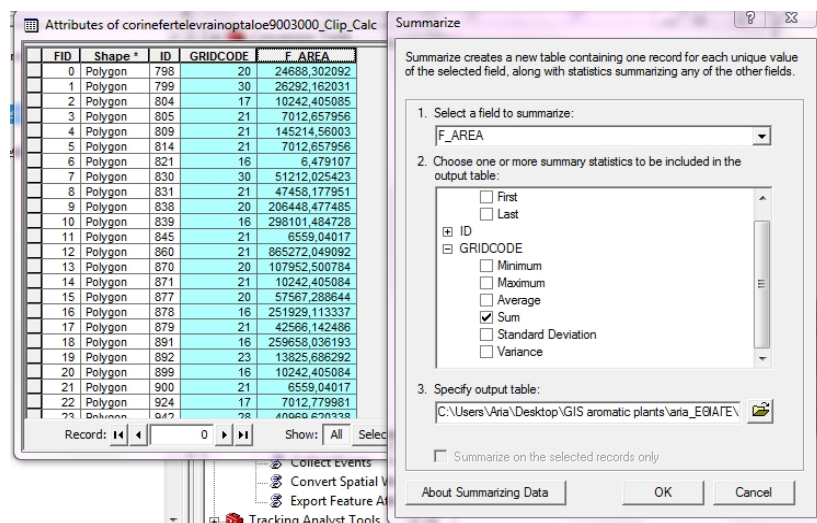 Attributes of corinefertelevrainoptaloe9003000_Clip_Calc
FID Shape * ID GRIDCODE F_AREA
0 Polygon 798 20 24688,302092
1 Polygon 799 30 26292,162031
2 Polygon 804 17 10242,405085
3 Polygon 805 21 7012,657956
4 Polygon 809 21 145214,56003
5 Polygon 814 21 7012,657956
6 Polygon 821 16 6,479107
7 Polygon 830 30 51212,025423
8 Polygon 831 21 47458,177951
9 Polygon 838 20 206448,477485
10 Polygon 839 16 298101,484728
11 Polygon 845 21 6559,04017
12 Polygon 860 21 865272,049092
13 Polygon 870 20 107952,500784
14 Polygon 871 21 10242,405084
15 Polygon 877 20 57567,288644
16 Polygon 878 16 251929,113337
17 Polygon 879 21 42566,142486
18 Polygon 891 16 259658,036193
19 Polygon 892 23 13825,686292
20 Polygon 899 16 10242,405084
21 Polygon 900 21 6559,04017
22 Polygon 924 17 7012,779981
23 Polygon 942 28 40969,620338
Record: 0 Show: All Selec
Collect Events
Convert Spatial W
Export Feature At
Tracking Analyst Tools
Summarize
Summarize creates a new table containing one record for each unique value
of the selected field, along with statistics summarizing any of the other fields.
1. Select a field to summarize:
F_AREA
2. Choose one or more summary statistics to be included in the
output table:
First
Last
ID
GRIDCODE
Minimum
Maximum
Average
Sum
Standard Deviation
Variance
3. Specify output table:
C:\Users\Aria\Desktop\GIS aromatic plants\aria_ΕΘΙΑΓΕ\
Summarize on the selected records only
About Summarizing Data OK Cancel